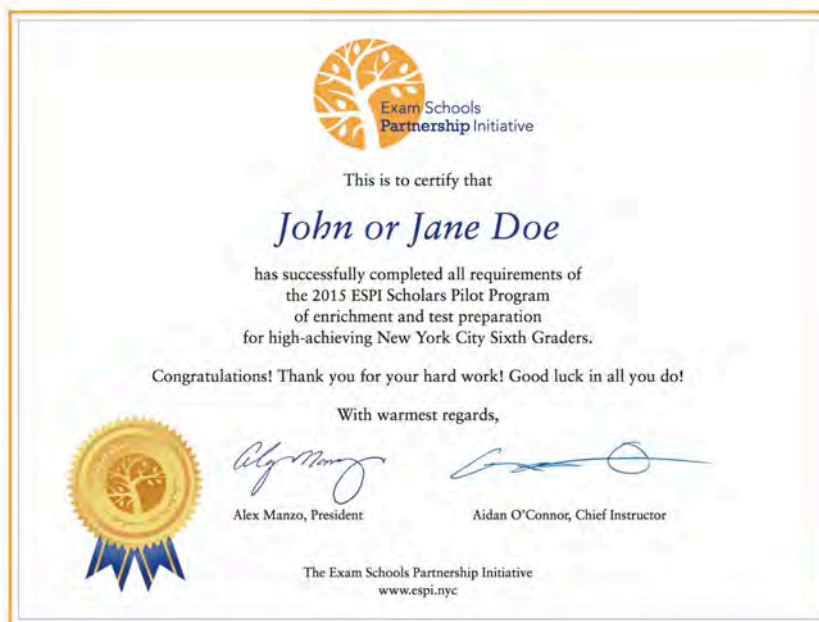 Exam Schools
Partnership Initiative
This is to certify that
John or Jane Doe
has successfully completed all requirements of
the 2015 ESPI Scholars Pilot Program
of enrichment and test preparation
for high-achieving New York City Sixth Graders.
Congratulations! Thank you for your hard work! Good luck in all you do!
With warmest regards,
Alex Manzo, President
Aidan O'Connor, Chief Instructor
The Exam Schools Partnership Initiative
www.espi.nyc